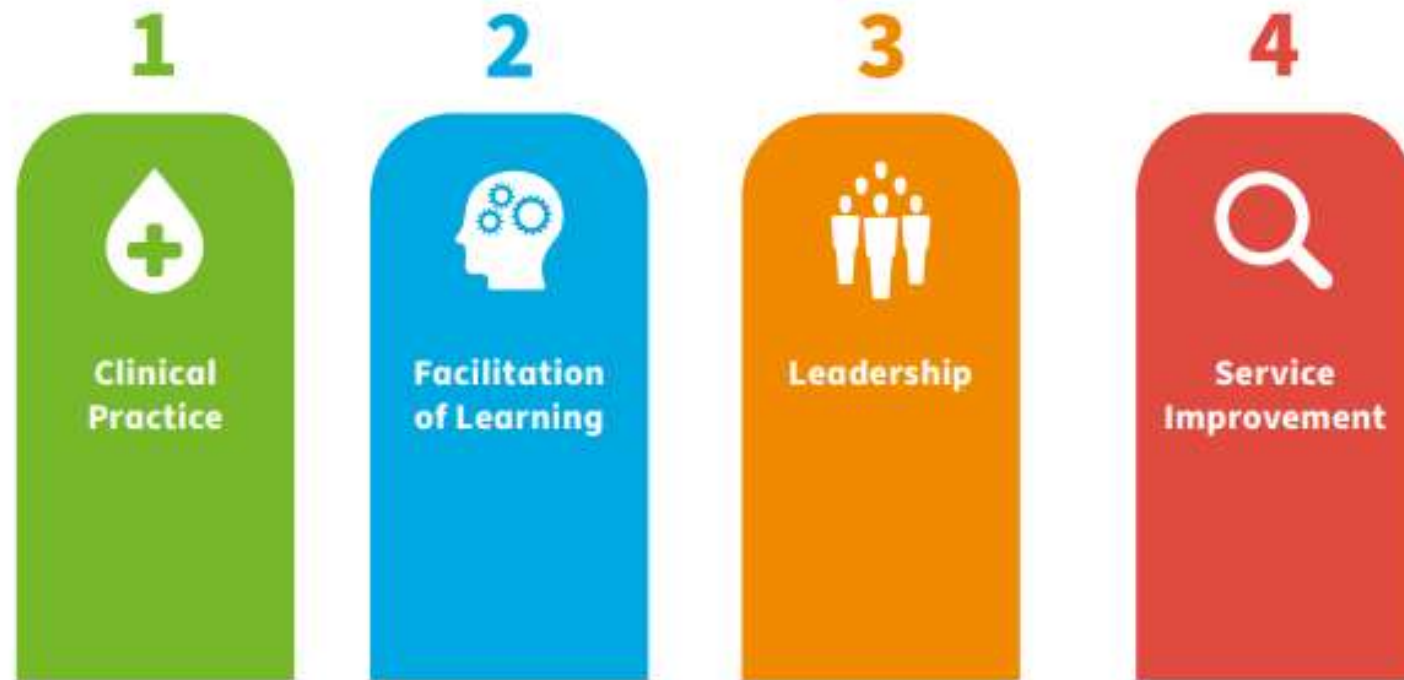 1
Clinical
Practice
2
Facilitation
of Learning
3
Leadership
4
Service
Improvement